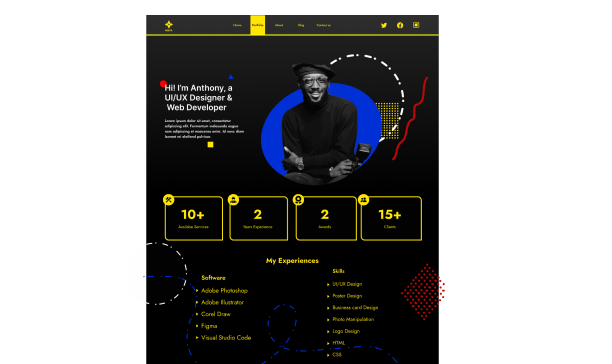 Home
Portfolio
About
Blog
Contact us
Hi! I'm Anthony, a
UI/UX Designer &
Web Developer
Lorem ipsum dolor sit amet, consectetur
adipiscing elit. Fermentum malesuada augue
nam adipiscing at maecenas enim. Id nunc diam
laoreet mi eleifend pulvinar.
10+
Available Services
2
Years Experience
2
Awards
15+
Clients
My Experiences
Software
Adobe Photoshop
Adobe Illustrator
Corel Draw
Figma
Visual Studio Code
Skills
UI/UX Design
Poster Design
Business card Design
Photo Manipulation
Logo Design
HTML
CSS